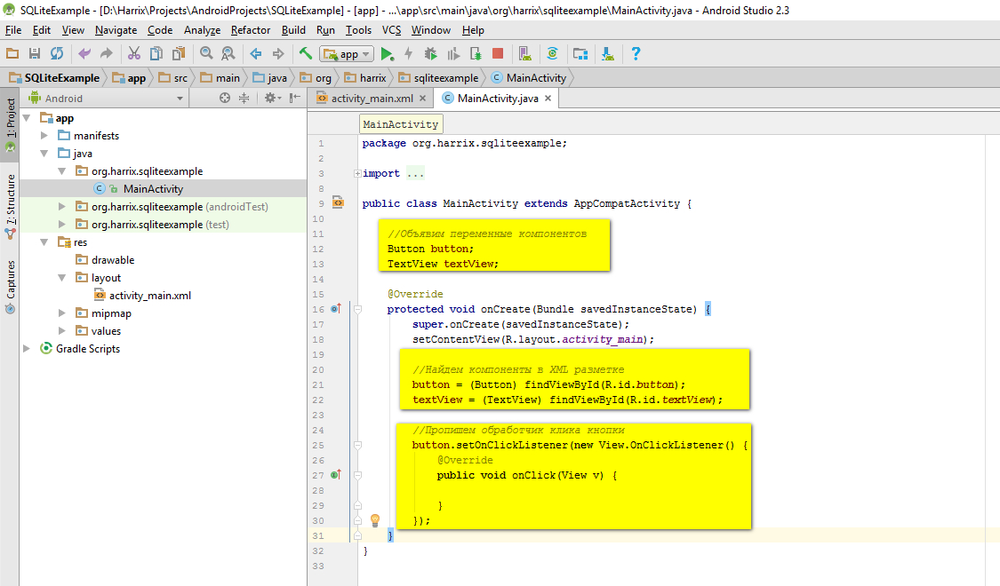 SQLiteExample - [D:\Harrix\Projects\AndroidProjects\SQLiteExample] - [app] - ...\app\src\main\java\org\harrix\sqliteexample\MainActivity.java - Android Studio 2.3
File Edit View Navigate Code Analyze Refactor Build Run Tools VCS Window Help
app
SQLiteExample app src main java org harrix sqliteexample MainActivity
1: Project
7: Structure
Captures
Android
app
manifests
java
org.harrix.sqliteexample
MainActivity
org.harrix.sqliteexample (androidTest)
org.harrix.sqliteexample (test)
res
drawable
layout
activity_main.xml
mipmap
values
Gradle Scripts
activity_main.xml MainActivity.java
MainActivity
1 package org.harrix.sqliteexample;
2
3 import ...
8
9 public class MainActivity extends AppCompatActivity {
10
11 //Объявим переменные компонентов
12 Button button;
13 TextView textView;
14
15 @Override
16 protected void onCreate(Bundle savedInstanceState) {
17 super.onCreate(savedInstanceState);
18 setContentView(R.layout.activity_main);
19
20 //Найдем компоненты в XML разметке
21 button = (Button) findViewById(R.id.button);
22 textView = (TextView) findViewById(R.id.textView);
23
24 //Пропишем обработчик клика кнопки
25 button.setOnClickListener(new View.OnClickListener() {
26 @Override
27 public void onClick(View v) {
28
29 }
30 });
31 }
32 }
33